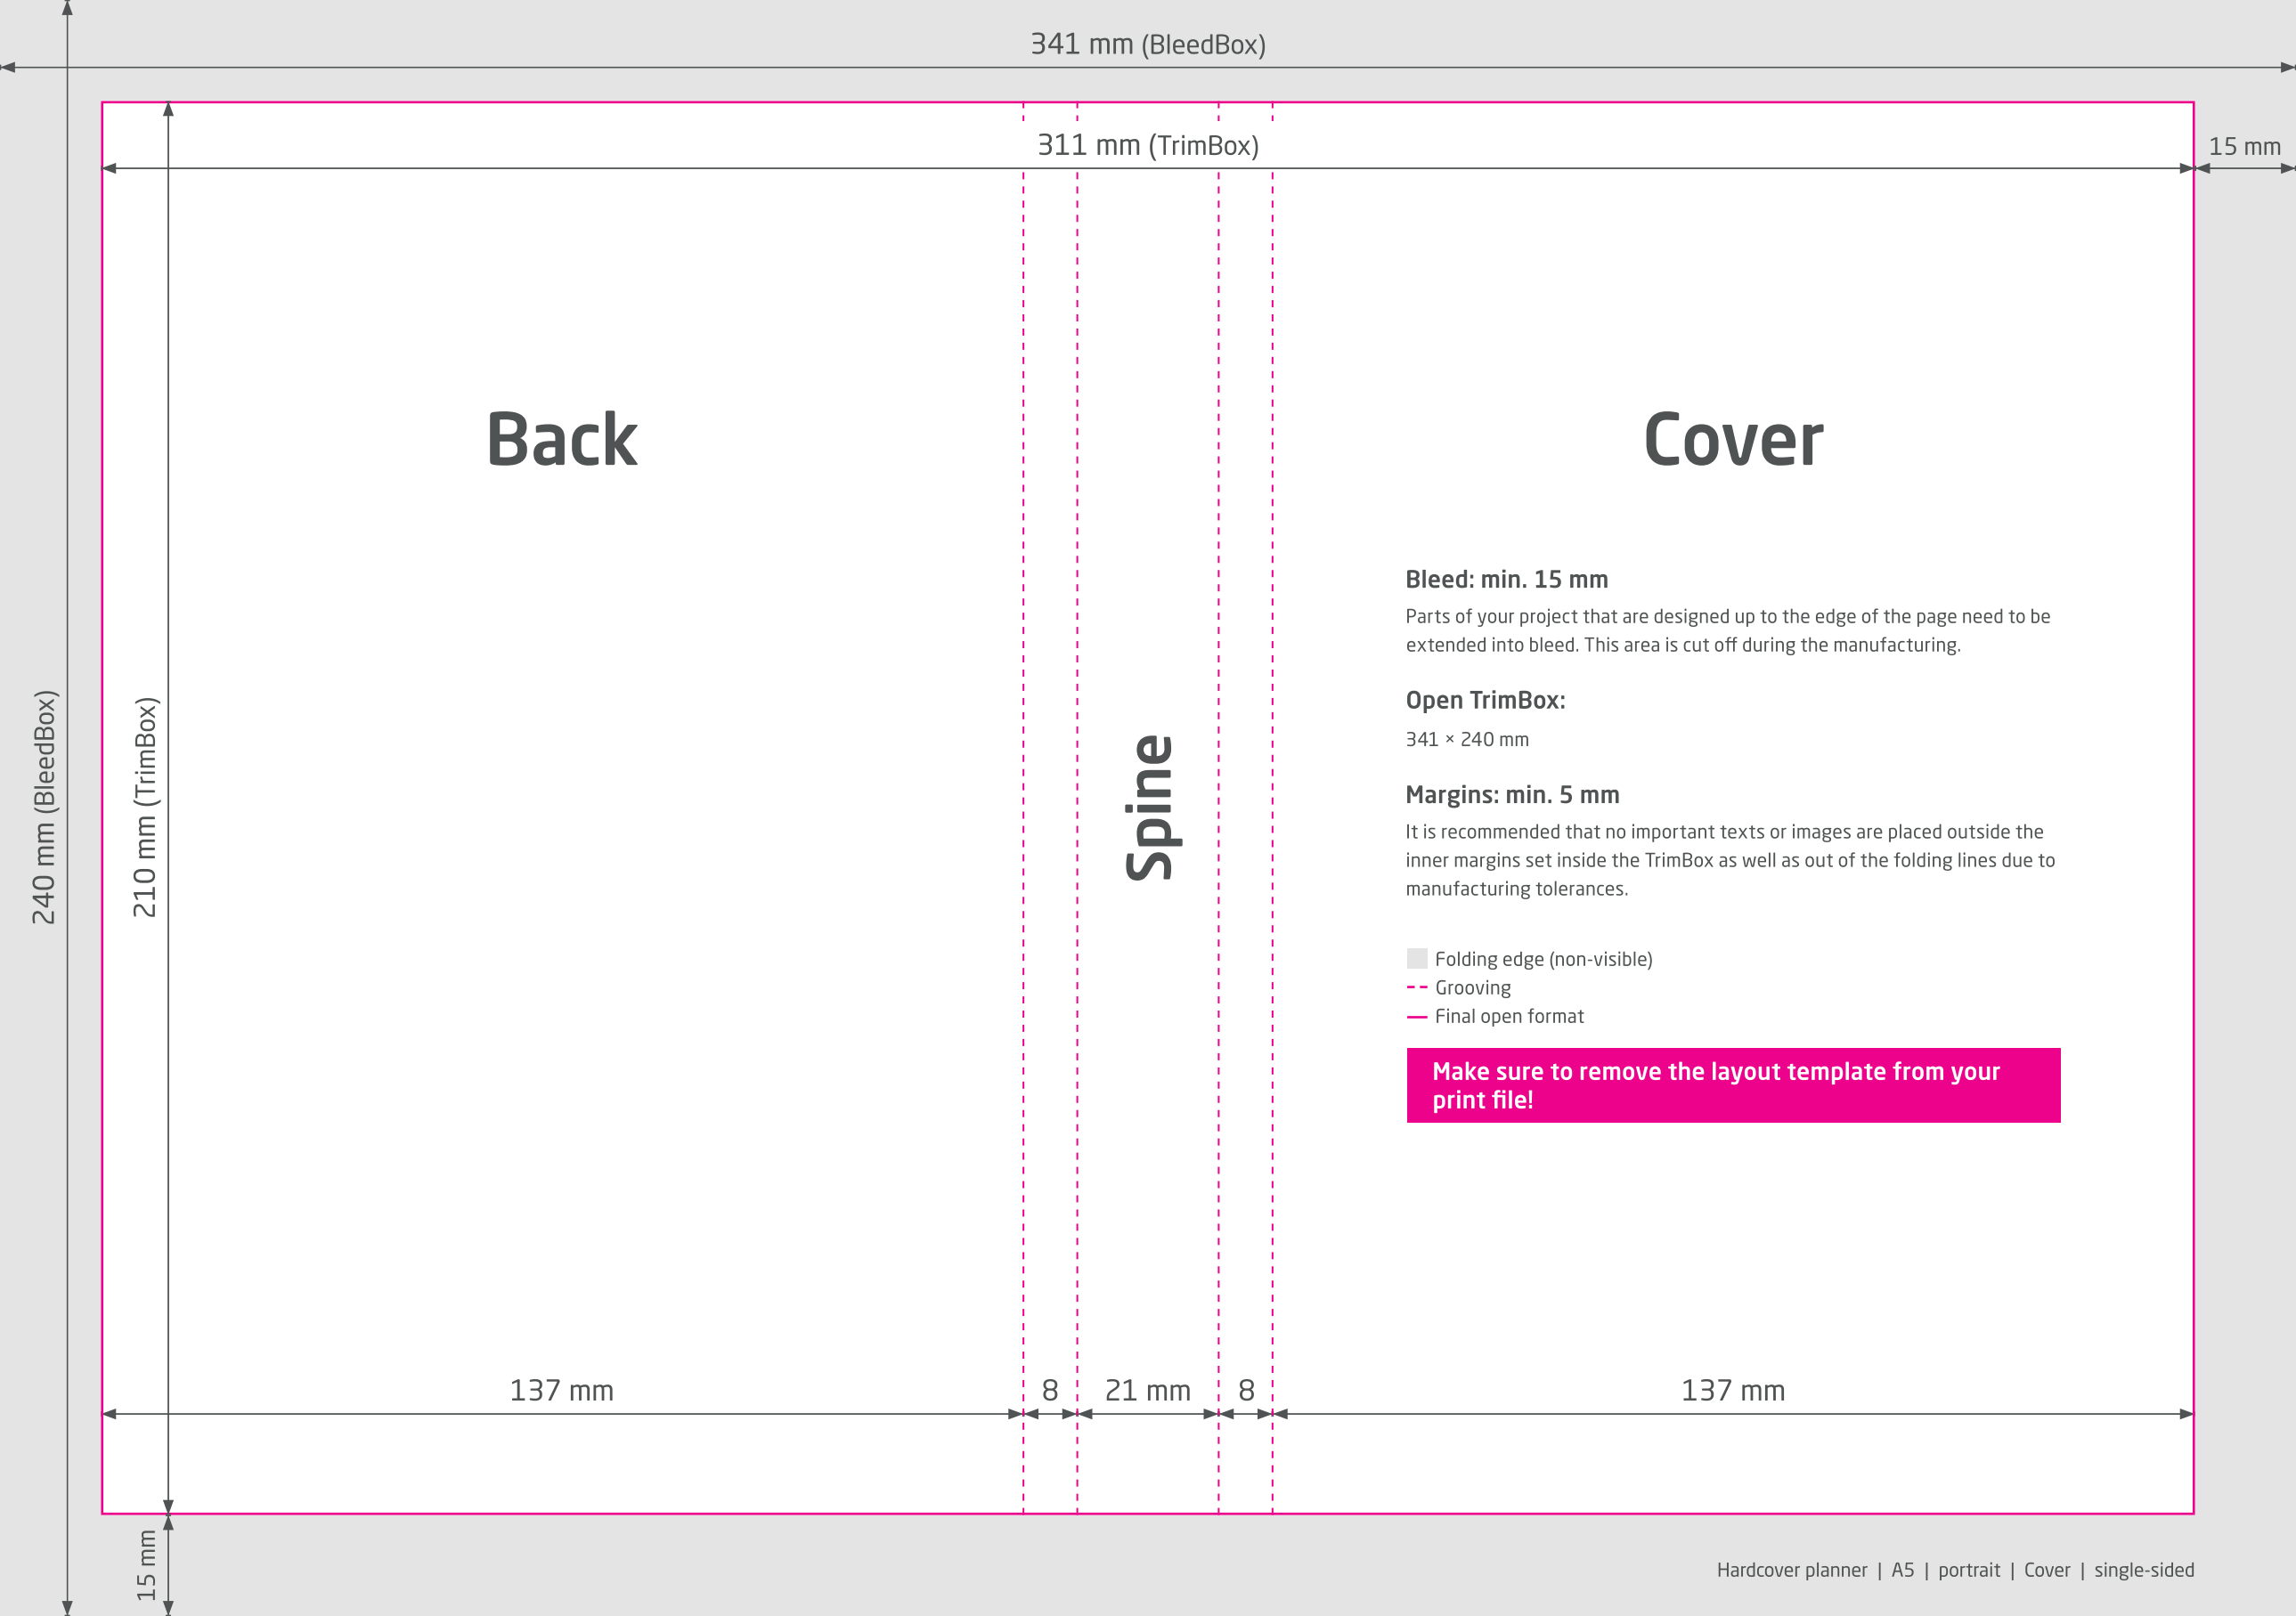 341 mm (BleedBox)
311 mm (TrimBox)
15 mm
Back
Cover
240 mm (BleedBox)
210 mm (TrimBox)
Spine
Bleed: min. 15 mm
Parts of your project that are designed up to the edge of the page need to be
extended into bleed. This area is cut off during the manufacturing.
Open TrimBox:
341 × 240 mm
Margins: min. 5 mm
It is recommended that no important texts or images are placed outside the
inner margins set inside the TrimBox as well as out of the folding lines due to
manufacturing tolerances.
Folding edge (non-visible)
Grooving
Final open format
Make sure to remove the layout template from your
print file!
137 mm
8
21 mm
8
137 mm
15 mm
Hardcover planner | A5 | portrait | Cover | single-sided